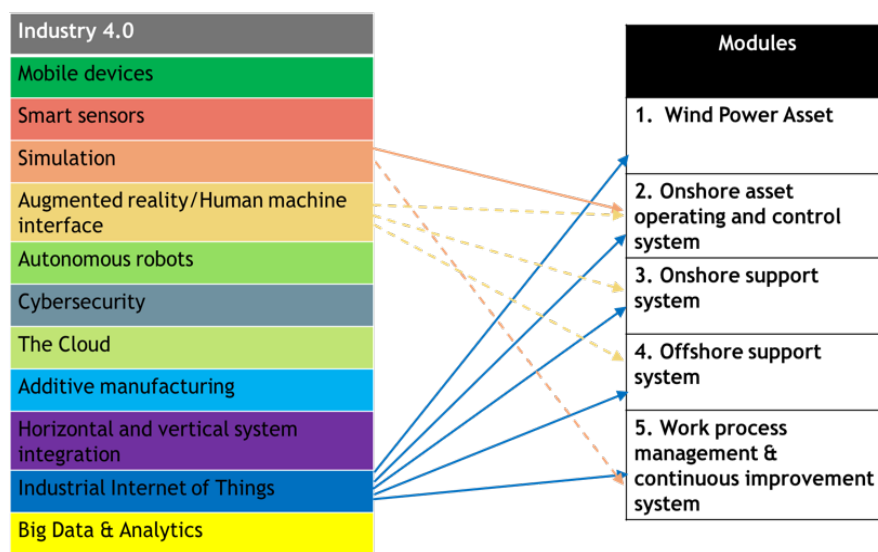 Industry 4.0
Mobile devices
Smart sensors
Simulation
Augmented reality/Human machine
interface
Autonomous robots
Cybersecurity
The Cloud
Additive manufacturing
Horizontal and vertical system
integration
Industrial Internet of Things
Big Data & Analytics
Modules
1. Wind Power Asset
2. Onshore asset
operating and control
system
3. Onshore support
system
4. Offshore support
system
5. Work process
management &
continuous improvement
system